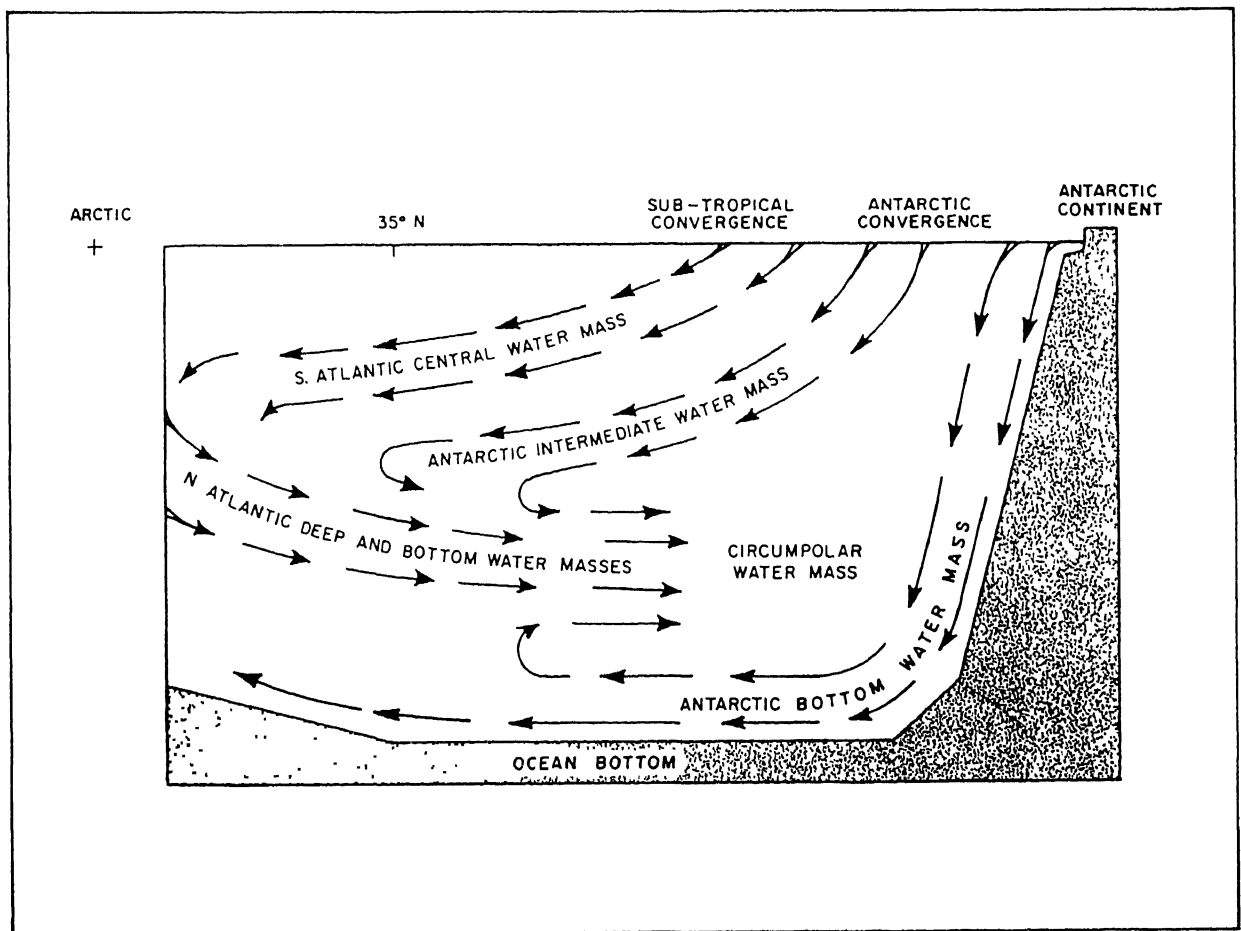 ARCTIC
35° N
SUB-TROPICAL
CONVERGENCE
ANTARCTIC
CONVERGENCE
ANTARCTIC
CONTINENT
S. ATLANTIC CENTRAL WATER MASS
ANTARCTIC INTERMEDIATE WATER MASS
N ATLANTIC DEEP AND BOTTOM WATER MASSES
CIRCUMPOLAR
WATER MASS
ANTARCTIC BOTTOM WATER MASS
OCEAN BOTTOM